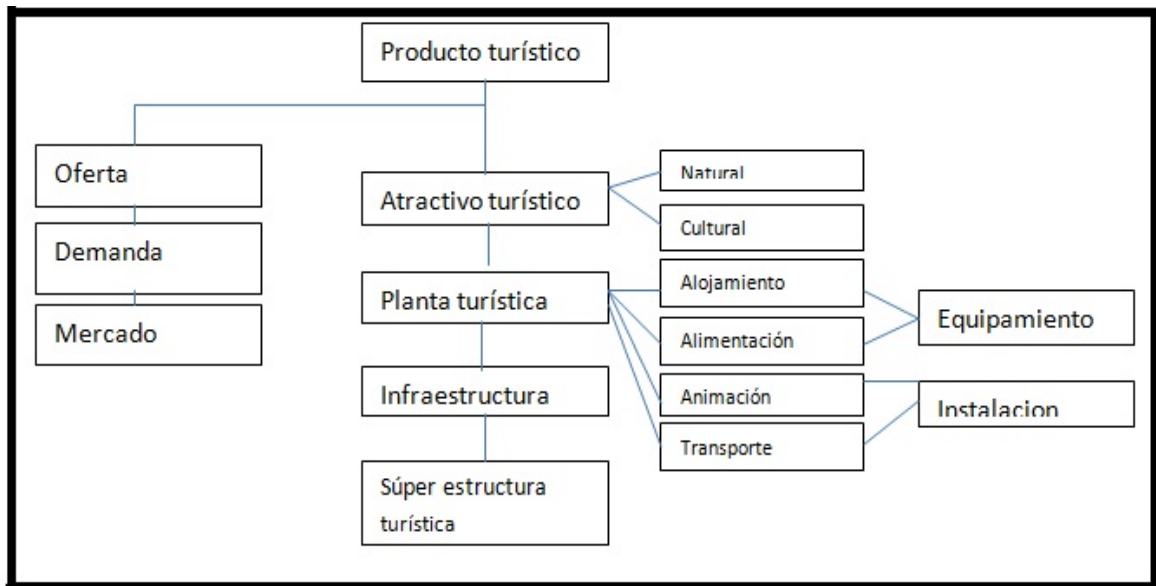 Producto turístico
Oferta
Demanda
Mercado
Atractivo turístico
Planta turística
Infraestructura
Súper estructura
turística
Natural
Cultural
Alojamiento
Alimentación
Animación
Transporte
Equipamiento
Instalacion